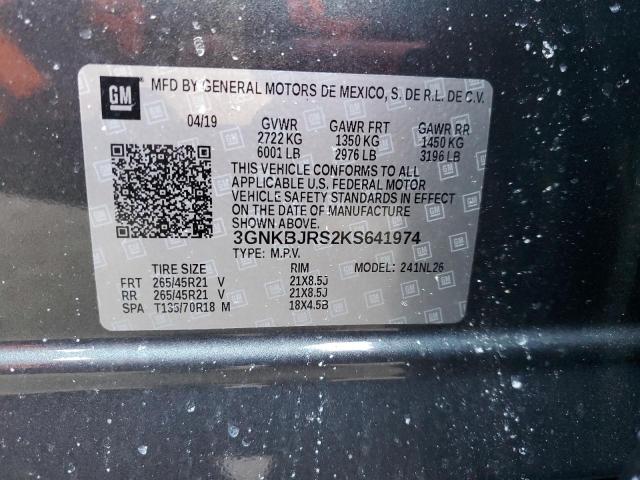 GM
MFD BY GENERAL MOTORS DE MEXICO, S. DE R.L. DE C.V.
04/19 GVWR GAWR FRT GAWR RR
2722 KG 1350 KG 1450 KG
6001 LB 2976 LB 3196 LB
THIS VEHICLE CONFORMS TO ALL
APPLICABLE U.S. FEDERAL MOTOR
VEHICLE SAFETY STANDARDS IN EFFECT
ON THE DATE OF MANUFACTURE
SHOWN ABOVE.
3GNKBJRS2KS641974
TYPE: M.P.V. MODEL: 241NL26
TIRE SIZE RIM
FRT 265/45R21 V 21X8.5J
RR 265/45R21 V 21X8.5J
SPA T135/70R18 M 18X4.5B